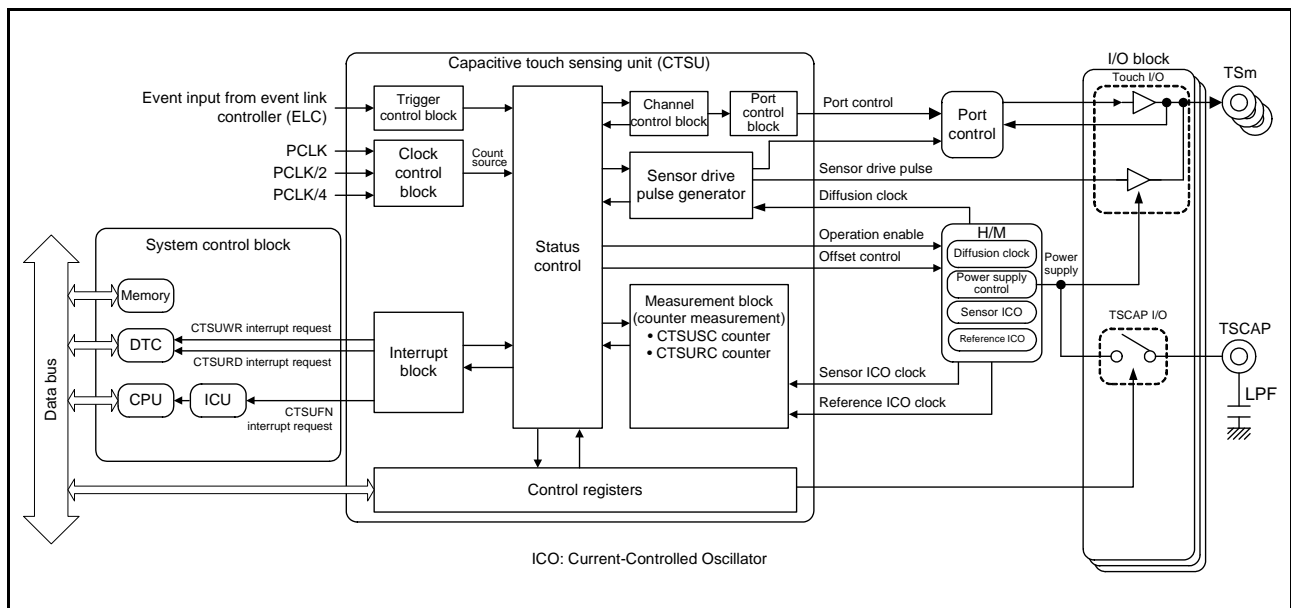 Capacitive touch sensing unit (CTSU)
I/O block
Touch I/O
TSm
Event input from event link
controller (ELC)
Trigger
control block
Channel
control block
Port
control
block
Port control
Port
control
PCLK
PCLK/2
PCLK/4
Clock
control
block
Count
source
Sensor drive
pulse generator
Sensor drive pulse
Diffusion clock
System control block
Status
control
Operation enable
Offset control
H/M
Diffusion clock
Power supply
control
Sensor ICO
Reference ICO
Power
supply
Memory
DTC
CPU
ICU
CTSUWR interrupt request
CTSURD interrupt request
CTSUFN
interrupt request
Interrupt
block
Measurement block
(counter measurement)
• CTSUSC counter
• CTSURC counter
Sensor ICO clock
Reference ICO clock
TSCAP I/O
TSCAP
LPF
Data bus
Control registers
ICO: Current-Controlled Oscillator